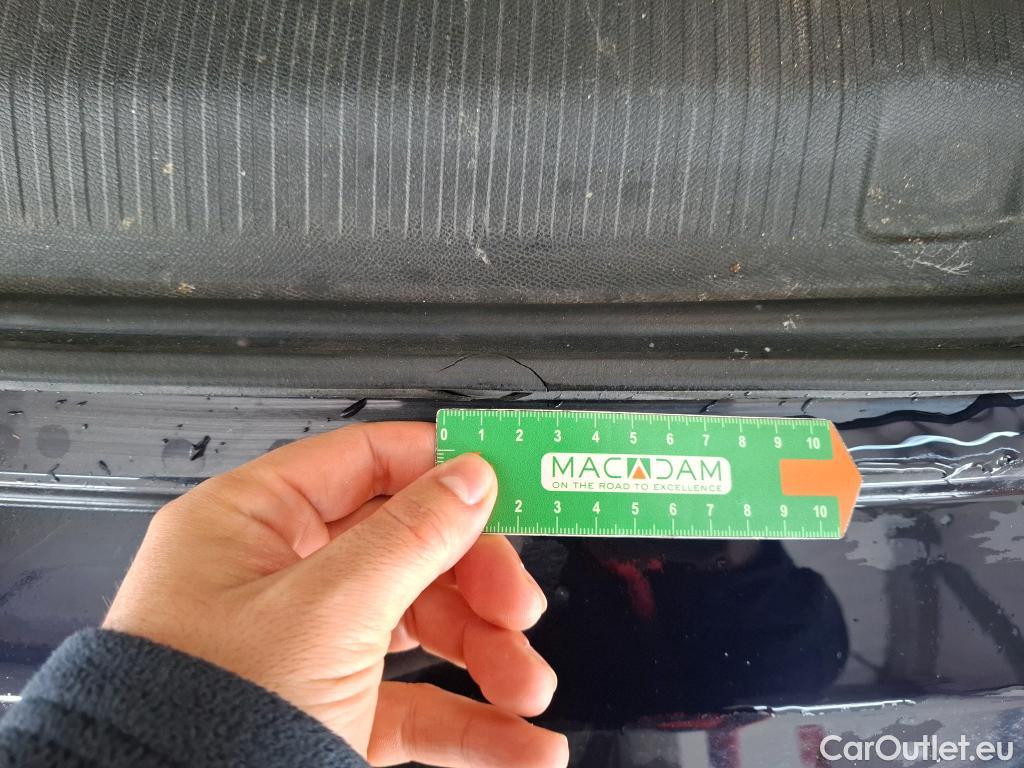 0 1 2 3 4 5 6 7 8 9 10
MACADAM
ON THE ROAD TO EXCELLENCE
2 3 4 5 6 7 8 9 10
CarOutlet.eu